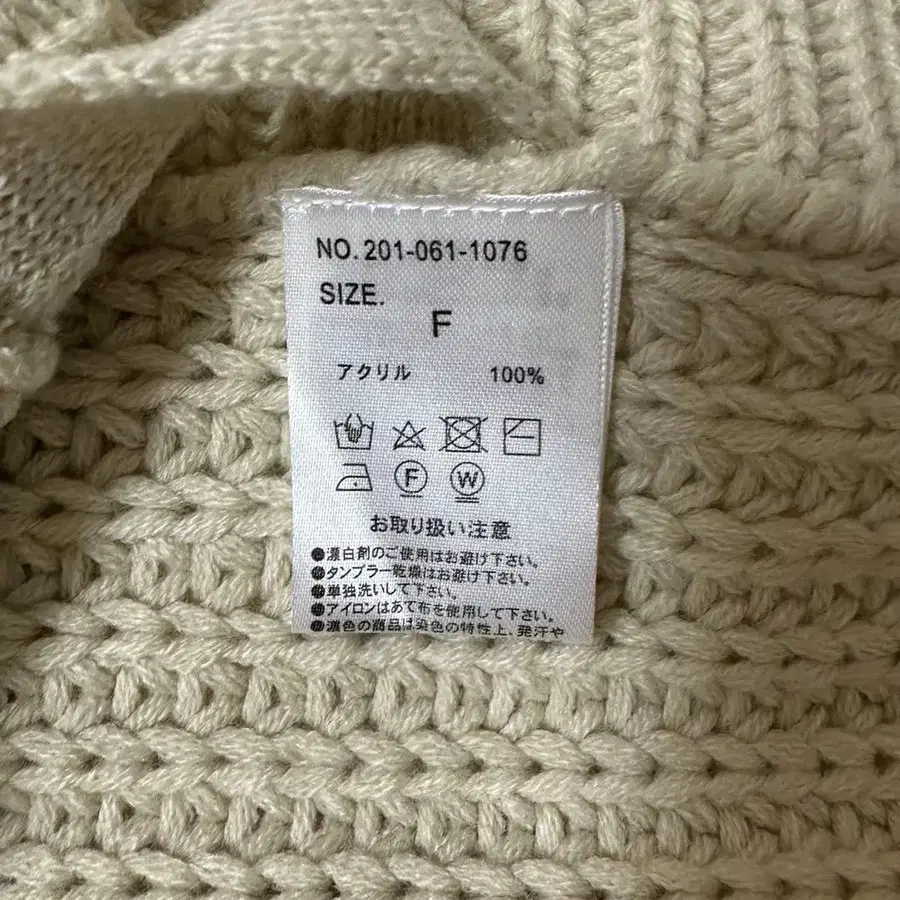 NO. 201-061-1076
SIZE.
F
アクリル 100%
F W
お取り扱い注意
●漂白剤のご使用はお避け下さい。
●タンブラー乾燥はお避け下さい。
●単独洗いして下さい。
●アイロンはあて布を使用して下さい。
●濃色の商品は染色の特性上、発汗や